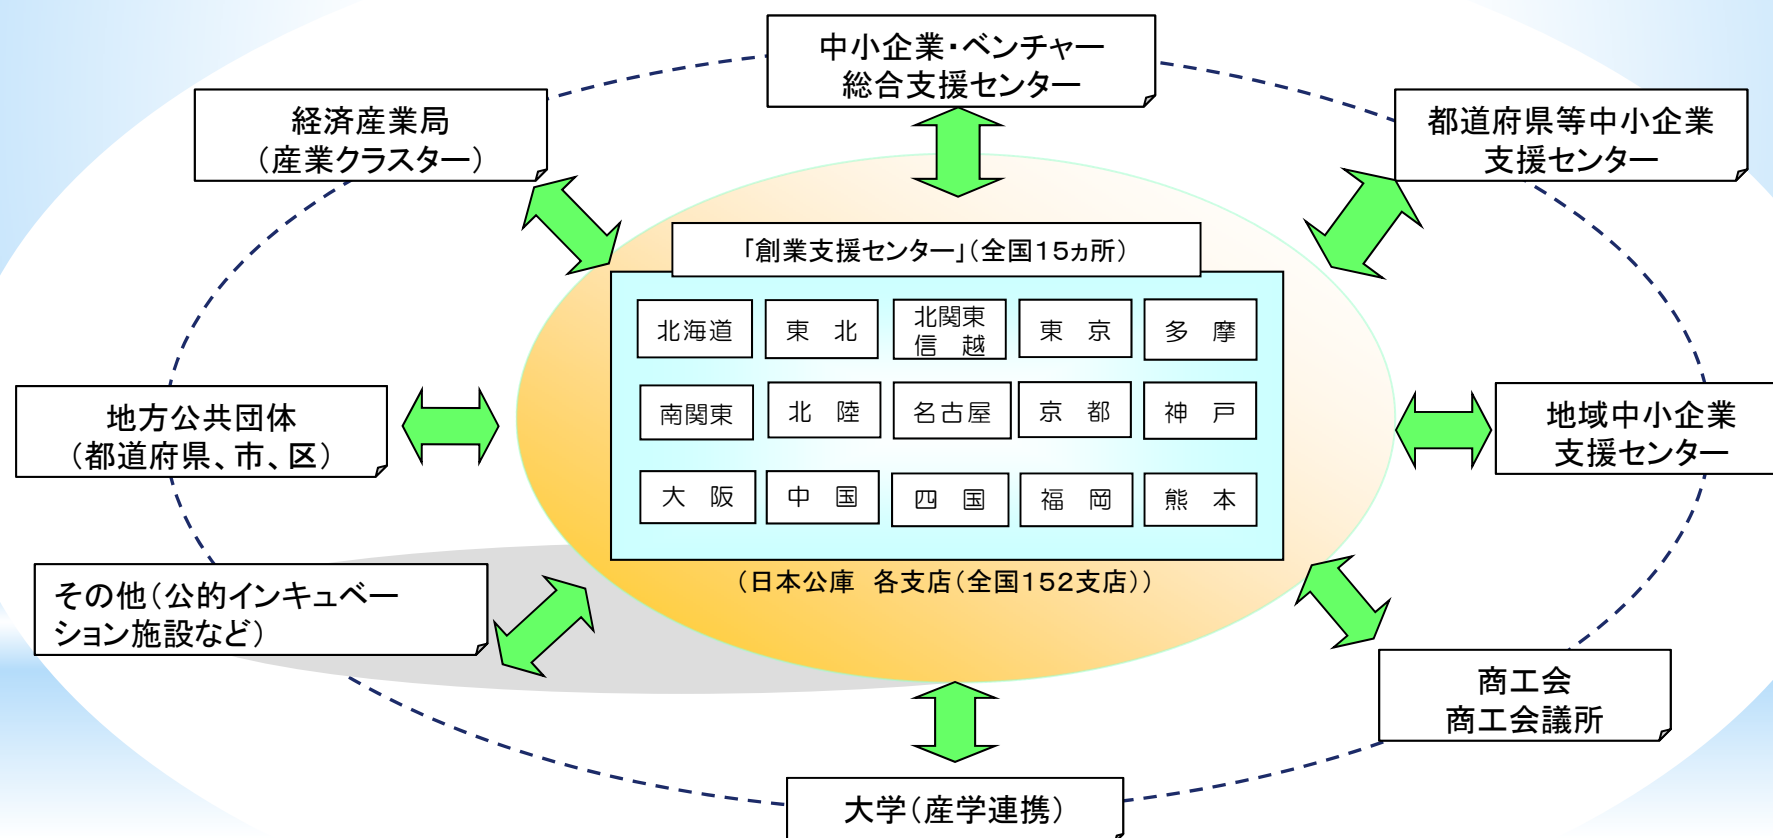 中小企業・ベンチャー
総合支援センター
経済産業局
（産業クラスター）
都道府県等中小企業
支援センター
「創業支援センター」（全国15ヵ所）
北海道
東 北
北関東
信 越
東 京
多 摩
南関東
北 陸
名古屋
京 都
神 戸
大 阪
中 国
四 国
福 岡
熊 本
（日本公庫 各支店（全国152支店））
地方公共団体
（都道府県、市、区）
地域中小企業
支援センター
その他（公的インキュベー
ション施設など）
商工会
商工会議所
大学（産学連携）